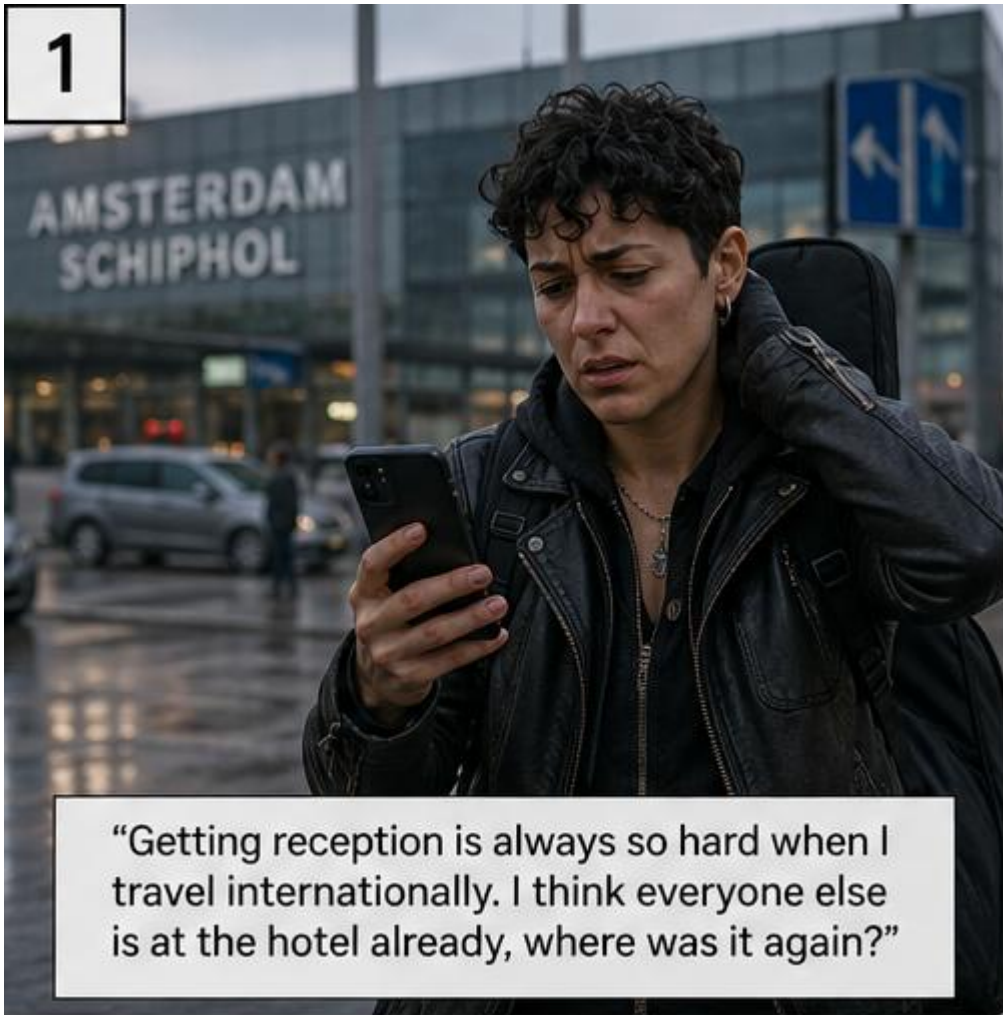 1
AMSTERDAM
SCHIPHOL
“Getting reception is always so hard when I
travel internationally. I think everyone else
is at the hotel already, where was it again?”